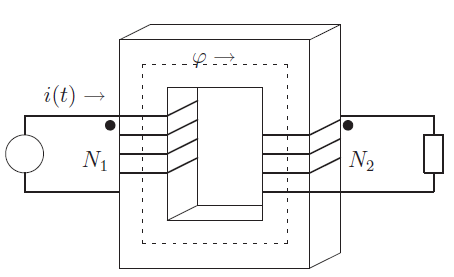 φ →
i(t) →
N₁
N₂